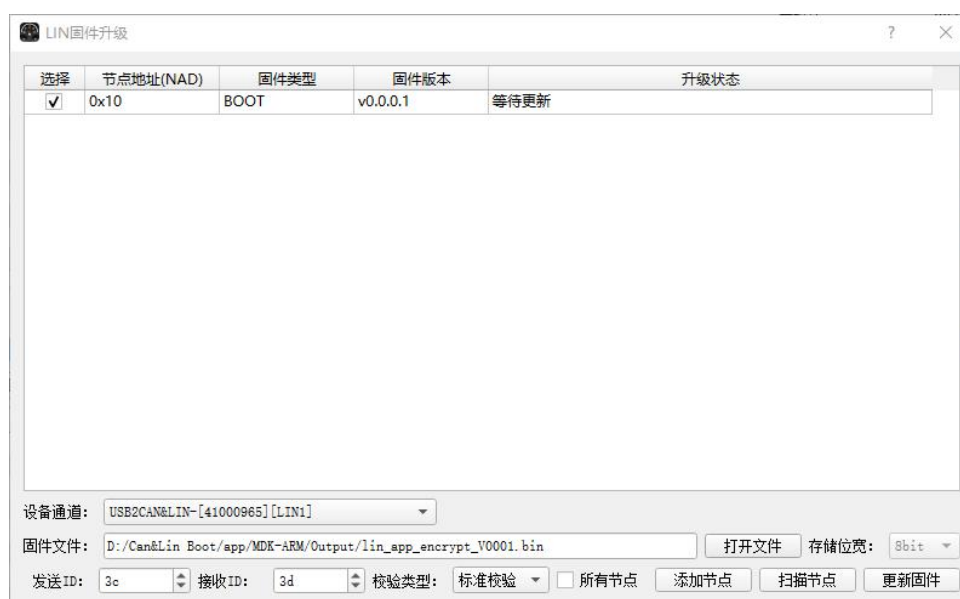 LIN固件升级
选择 节点地址(NAD) 固件类型 固件版本 升级状态
0x10 BOOT v0.0.0.1 等待更新
设备通道： USB2CAN&LIN-[41000965][LIN1]
固件文件： D:/Can&Lin Boot/app/MDK-ARM/Output/lin_app_encrypt_V0001.bin 打开文件 存储位宽： 8bit
发送ID： 3c 接收ID： 3d 校验类型： 标准校验 所有节点 添加节点 扫描节点 更新固件